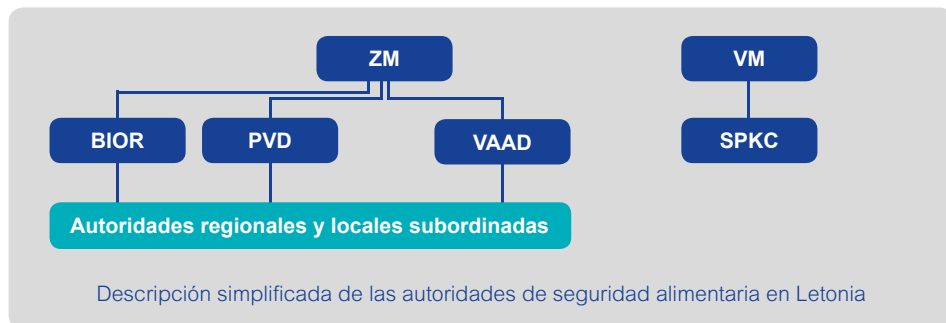 ZM
VM
BIOR
PVD
VAAD
SPKC
Autoridades regionales y locales subordinadas
Descripción simplificada de las autoridades de seguridad alimentaria en Letonia